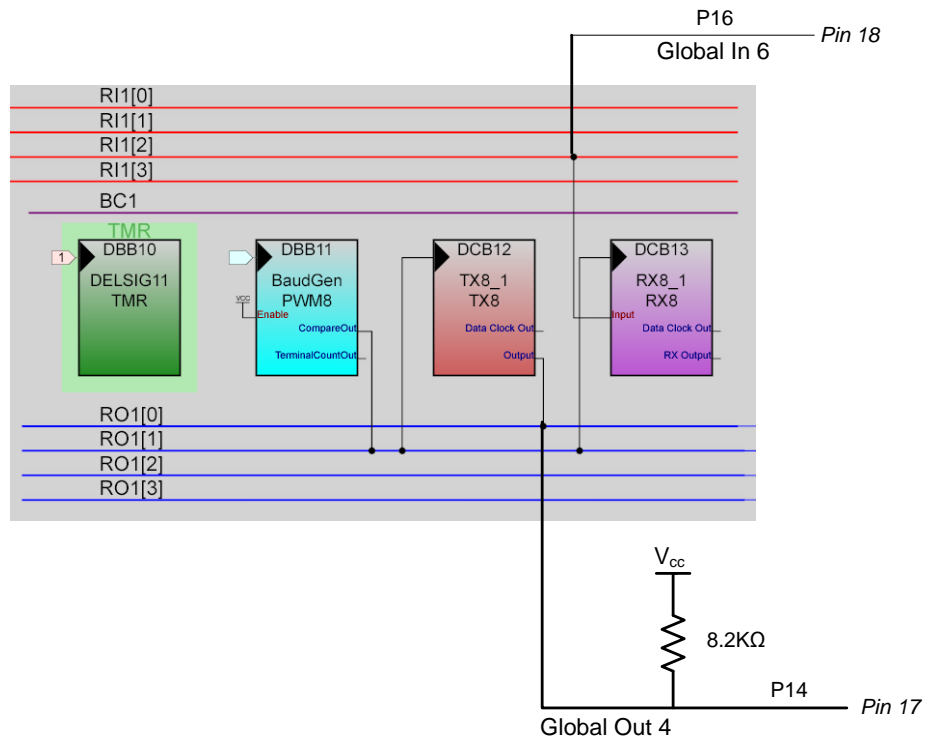 P16
Pin 18
Global In 6
RI1[0]
RI1[1]
RI1[2]
RI1[3]
BC1
TMR
1
DBB10
DELSIG11
TMR
DBB11
BaudGen
PWM8
VCC
Enable
CompareOut
TerminalCountOut
DCB12
TX8_1
TX8
Data Clock Out
Output
DCB13
RX8_1
RX8
Input
Data Clock Out
RX Output
RO1[0]
RO1[1]
RO1[2]
RO1[3]
Vcc
8.2KΩ
P14
Pin 17
Global Out 4